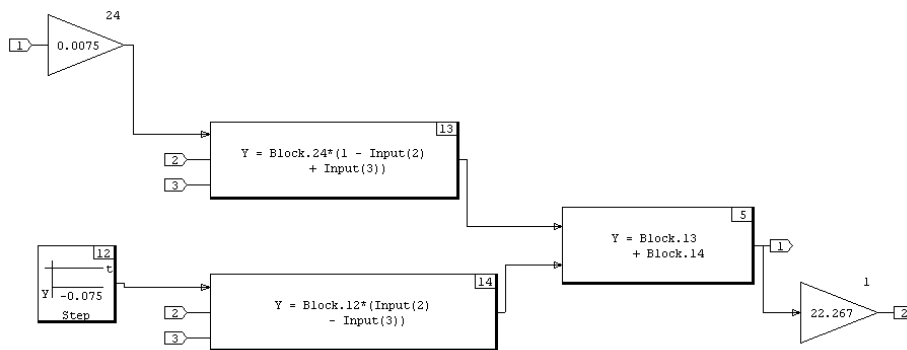 24
1
0.0075
13
Y = Block.24*(1 - Input(2)
+ Input(3))
2
3
5
Y = Block.13
+ Block.14
1
12
t
Y
-0.075
Step
14
Y = Block.12*(Input(2)
- Input(3))
2
3
1
22.267
2